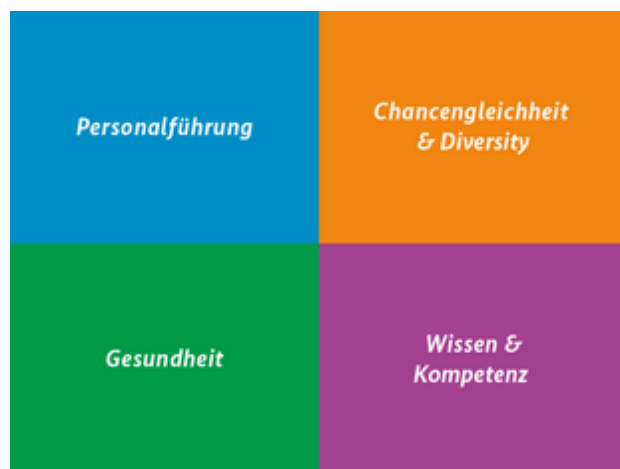 Personalführung
Chancengleichheit
& Diversity
Gesundheit
Wissen &
Kompetenz